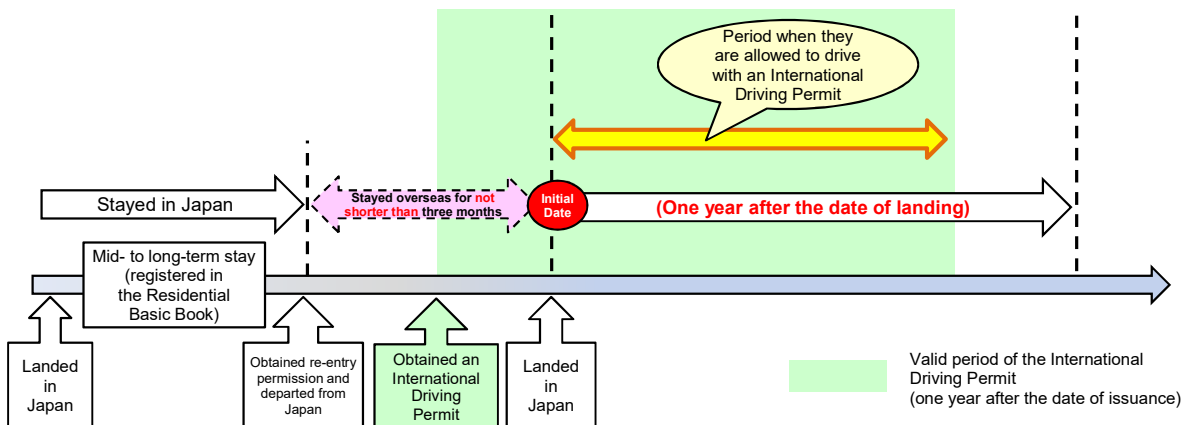 Period when they
are allowed to drive
with an International
Driving Permit
Stayed in Japan
Stayed overseas for not
shorter than three months
Initial
Date
(One year after the date of landing)
Mid- to long-term stay
(registered in
the Residential
Basic Book)
Landed
in
Japan
Obtained re-entry
permission and
departed from
Japan
Obtained an
International
Driving
Permit
Landed
in
Japan
Valid period of the International
Driving Permit
(one year after the date of issuance)